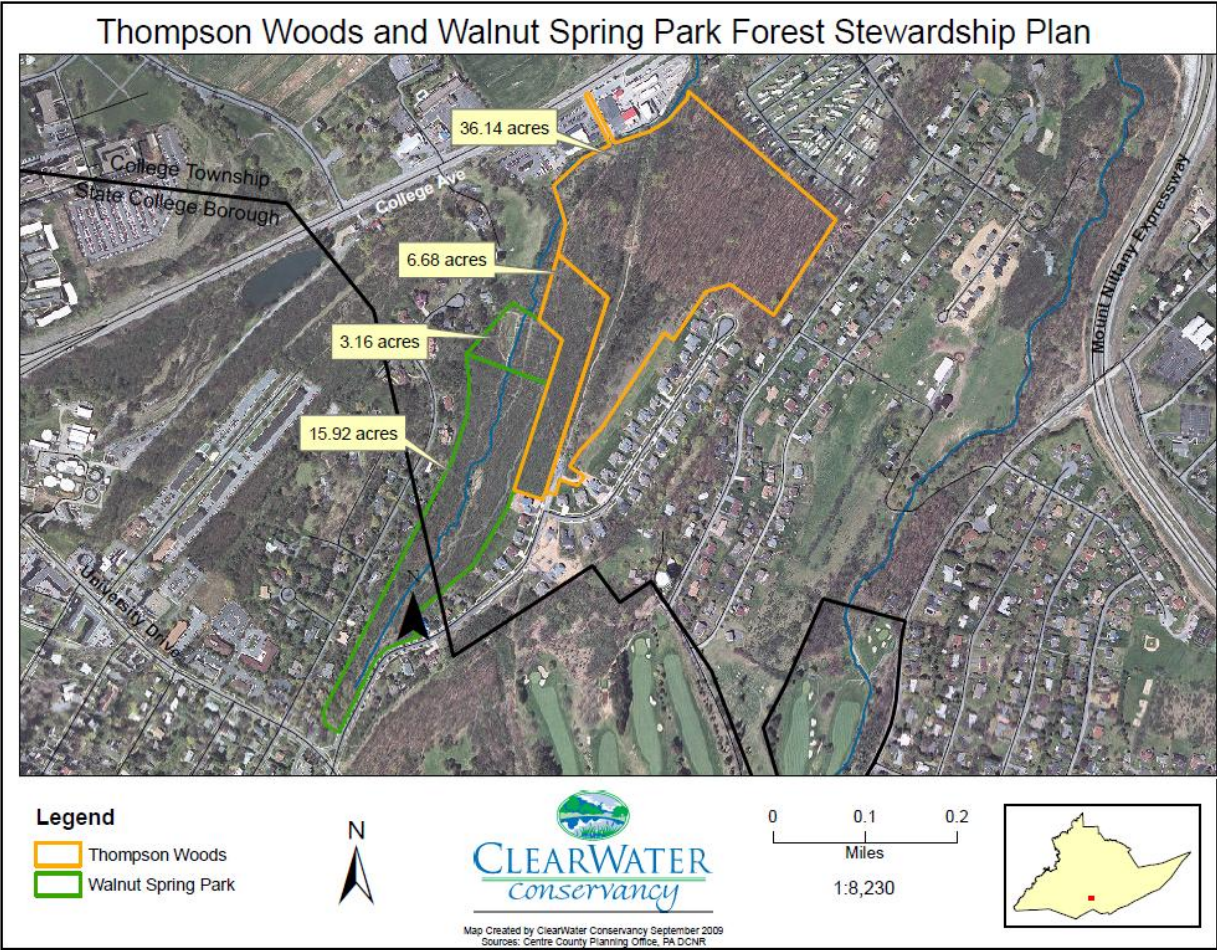 Thompson Woods and Walnut Spring Park Forest Stewardship Plan
36.14 acres
College Township
State College Borough
College Ave
6.68 acres
3.16 acres
15.92 acres
Mount Nittany Expressway
University Drive
N
Legend
Thompson Woods
Walnut Spring Park
N
CLEARWATER
Conservancy
Map Created by ClearWater Conservancy September 2009
Sources: Centre County Planning Office, PA DCNR
0 0.1 0.2
Miles
1:8,230